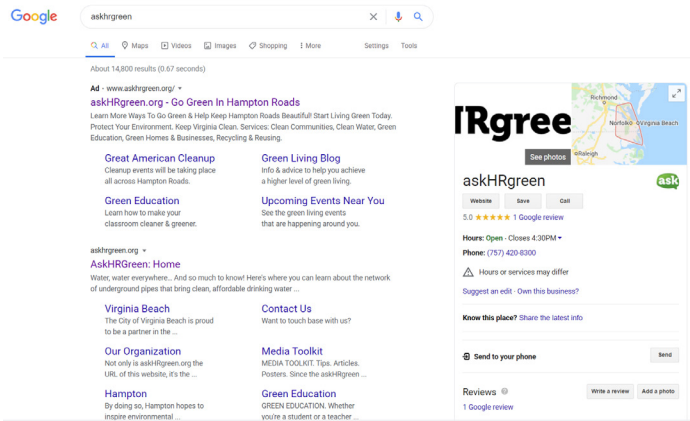 Google
askhrgreen
All Maps Videos Images Shopping More Settings Tools
About 14,800 results (0.67 seconds)
Ad · www.askhrgreen.org/
askHRgreen.org - Go Green In Hampton Roads
Learn More Ways To Go Green & Help Keep Hampton Roads Beautiful! Start Living Green Today.
Protect Your Environment. Keep Virginia Clean. Services: Clean Communities, Clean Water, Green
Education, Green Homes & Businesses, Recycling & Reusing.
Great American Cleanup
Cleanup events will be taking place
all across Hampton Roads.
Green Living Blog
Info & advice to help you achieve
a higher level of green living.
Green Education
Learn how to make your
classroom cleaner & greener.
Upcoming Events Near You
See the green living events
that are happening around you.
askhrgreen.org
AskHRGreen: Home
Water, water everywhere... And so much to know! Here's where you can learn about the network
of underground pipes that bring clean, affordable drinking water ...
Virginia Beach
The City of Virginia Beach is proud
to be a partner in the ...
Contact Us
Want to touch base with us?
Our Organization
Not only is askHRgreen.org the
URL of this website, it's the ...
Media Toolkit
MEDIA TOOLKIT. Tips. Articles.
Posters. Since the askHRgreen ...
Hampton
By doing so, Hampton hopes to
inspire environmental ...
Green Education
GREEN EDUCATION. Whether
you're a student or a teacher ...
HRgree
See photos
Richmond
Norfolk Virginia Beach
Raleigh
askHRgreen
ask
Website Save Call
5.0 ★★★★★ 1 Google review
Hours: Open · Closes 4:30PM
Phone: (757) 420-8300
Hours or services may differ
Suggest an edit · Own this business?
Know this place? Share the latest info
Send to your phone Send
Reviews Write a review Add a photo
1 Google review